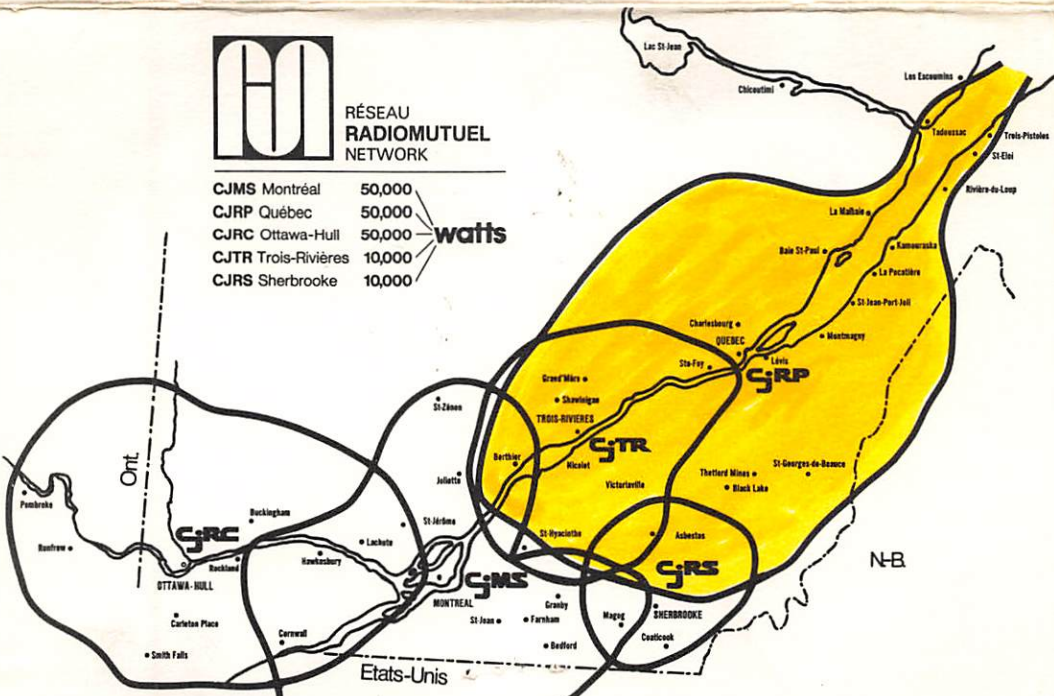 RÉSEAU
RADIOMUTUEL
NETWORK
CJMS Montréal 50,000
CJRP Québec 50,000
CJRC Ottawa-Hull 50,000
CJTR Trois-Rivières 10,000
CJRS Sherbrooke 10,000
watts
Lac St-Jean
Chicoutimi
Les Escoumins
Tadoussac
Trois-Pistoles
St-Eloi
Rivière-du-Loup
La Malbaie
Baie St-Paul
Kamouraska
La Pocatière
St-Jean-Port-Joli
Charlesbourg
Montmagny
QUEBEC
Ste-Foy
Lévis
CJRP
Grand'Mère
Shawinigan
TROIS-RIVIERES
CJTR
Nicolet
Berthier
Victoriaville
Thetford Mines
Black Lake
St-Georges-de-Beauce
St-Zénon
Joliette
Ont.
Pembroke
Renfrew
CJRC
Buckingham
St-Jérôme
Lachute
Hawkesbury
Rockland
OTTAWA-HULL
Carleton Place
Smith Falls
Cornwall
St-Hyacinthe
Asbestos
CJMS
MONTREAL
CJRS
N-B.
Granby
St-Jean
Farnham
Bedford
Magog
SHERBROOKE
Coaticook
Etats-Unis